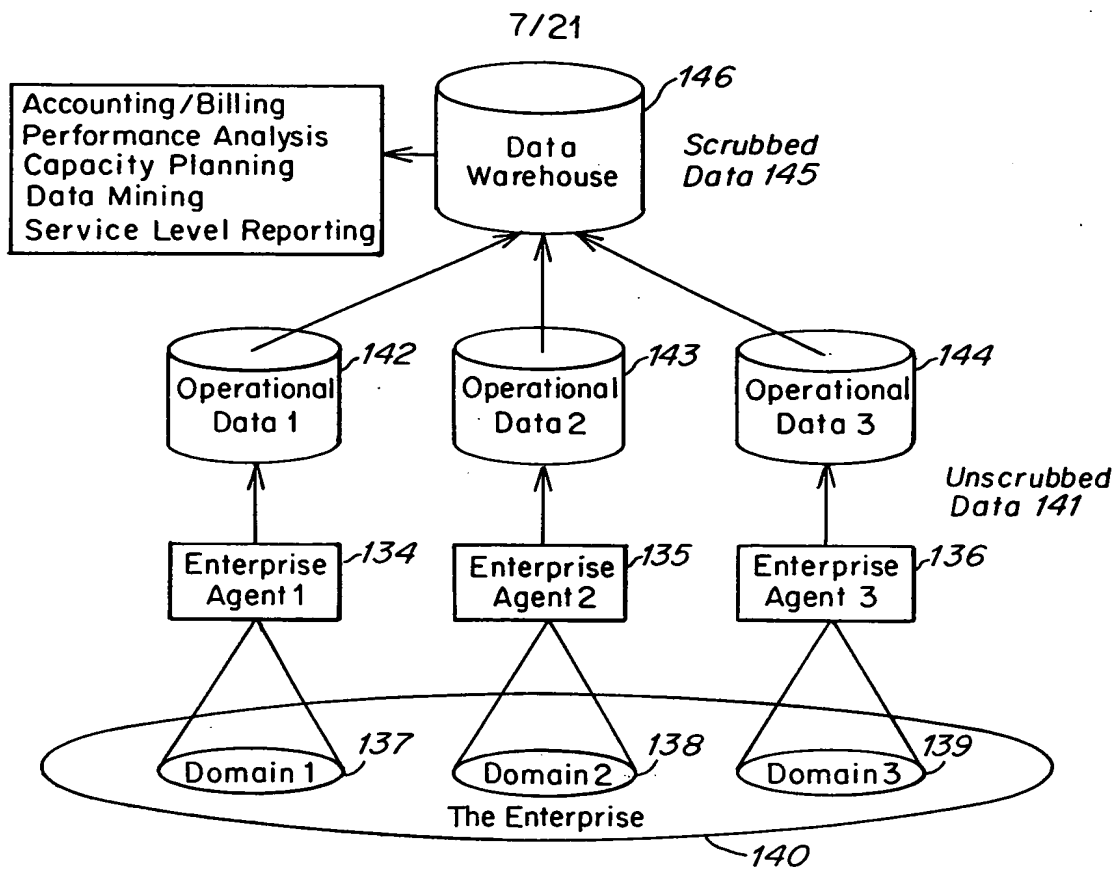 7/21
146
Accounting/Billing
Performance Analysis
Capacity Planning
Data Mining
Service Level Reporting
Data
Warehouse
Scrubbed
Data 145
142
Operational
Data 1
143
Operational
Data 2
144
Operational
Data 3
Unscrubbed
Data 141
134
Enterprise
Agent 1
135
Enterprise
Agent 2
136
Enterprise
Agent 3
137
Domain 1
138
Domain 2
139
Domain 3
The Enterprise
140